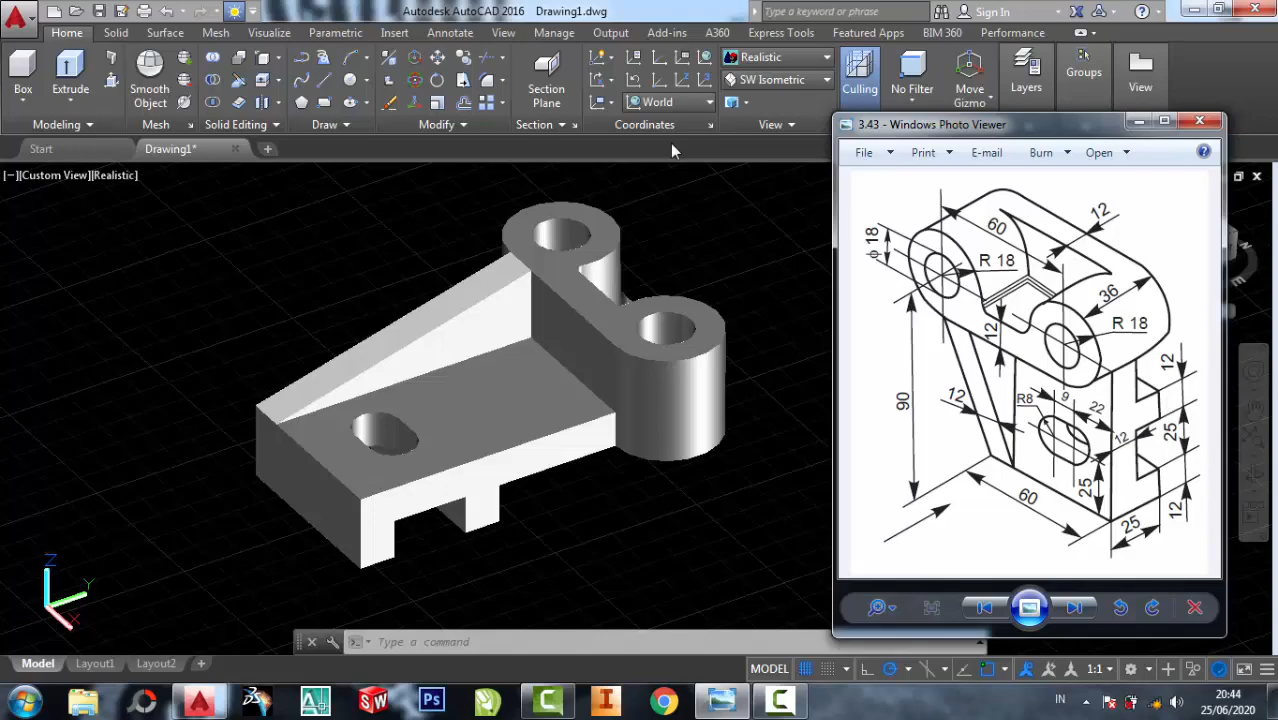 Autodesk AutoCAD 2016 Drawing1.dwg
Type a keyword or phrase
Sign In
Home Solid Surface Mesh Visualize Parametric Insert Annotate View Manage Output Add-ins A360 Express Tools Featured Apps BIM 360 Performance
Box
Extrude
Smooth
Object
Section
Plane
World
Realistic
SW Isometric
Culling
No Filter
Move
Gizmo
Layers
Groups
View
Modeling
Mesh
Solid Editing
Draw
Modify
Section
Coordinates
View
Start
Drawing1*
[−][Custom View][Realistic]
3.43 - Windows Photo Viewer
File Print E-mail Burn Open
12
60
ϕ 18
R 18
36
R 18
12
12
90
12
R8
9
22
12
25
25
60
25
12
Z
Y
X
Type a command
Model Layout1 Layout2
MODEL
1:1
IN
20:44
25/06/2020